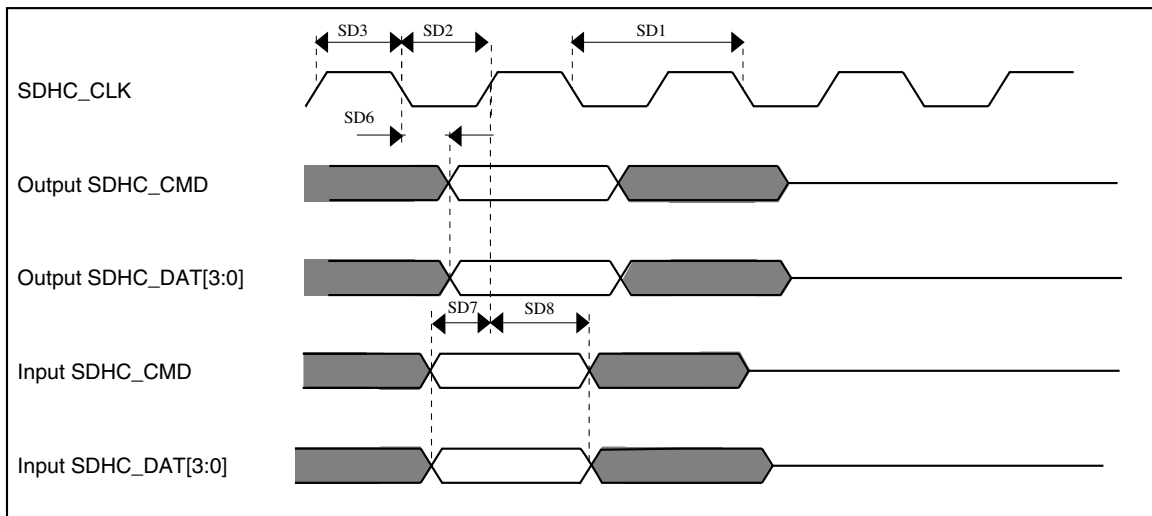 SD3
SD2
SD1
SDHC_CLK
SD6
Output SDHC_CMD
Output SDHC_DAT[3:0]
SD7
SD8
Input SDHC_CMD
Input SDHC_DAT[3:0]